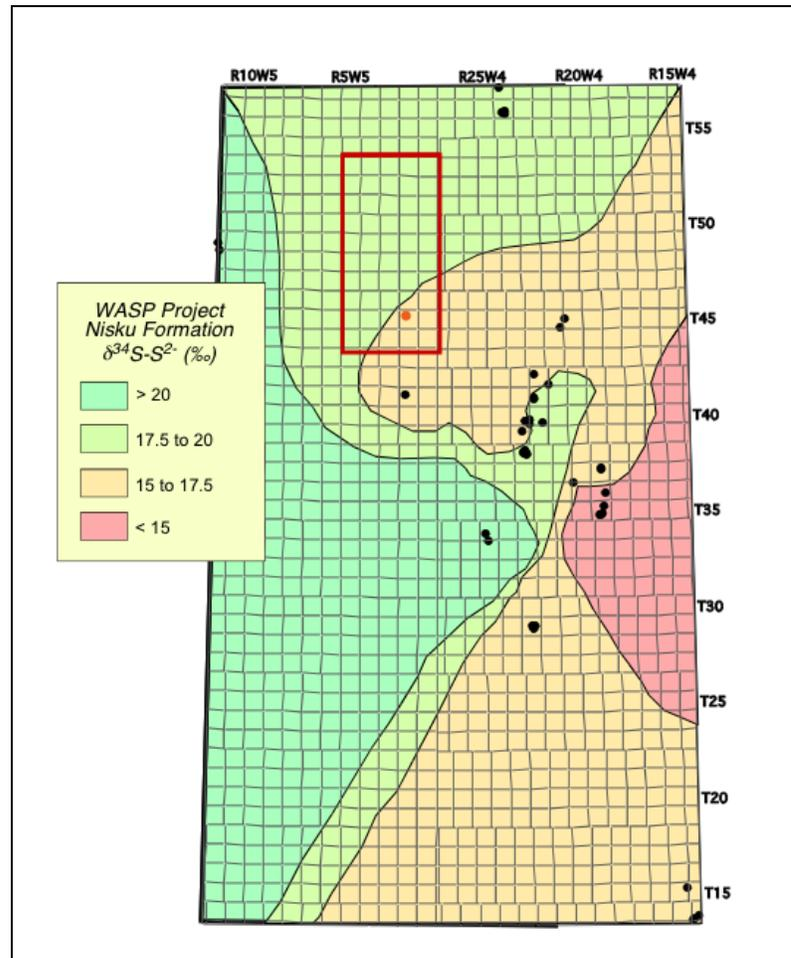 R10W5 R5W5 R25W4 R20W4 R15W4
T55
T50
WASP Project
Nisku Formation
δ³⁴S-S²⁻ (‰)
T45
> 20
T40
17.5 to 20
15 to 17.5
T35
< 15
T30
T25
T20
T15